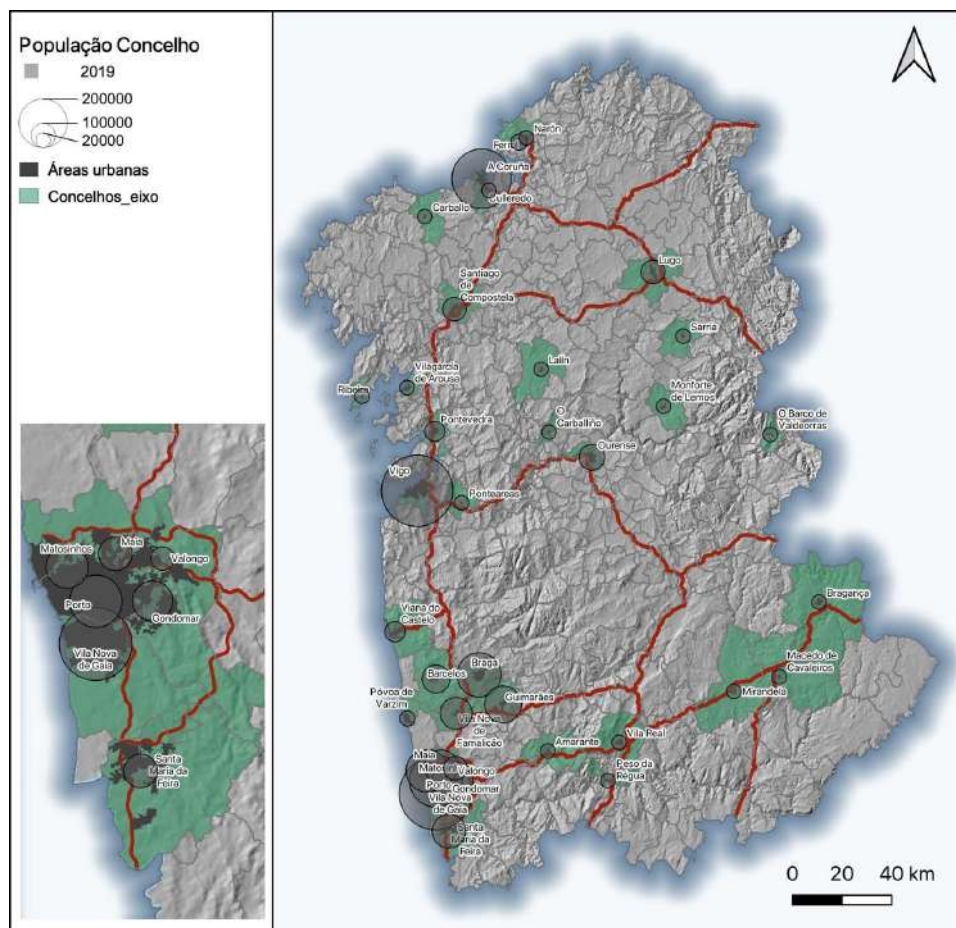 População Concelho
2019
200000
100000
20000
Áreas urbanas
Concelhos_eixo
Matosinhos
Maia
Valongo
Porto
Gondomar
Vila Nova
de Gaia
Santa
Maria da
Feira
Narón
Ferr
A Coruña
Culleredo
Carballo
Lugo
Santiago
de
Compostela
Sarria
Lalín
Vilagarcía
de Arousa
Ribeira
Monforte
de Lemos
O
Carballiño
O Barco de
Valdeorras
Pontevedra
Ourense
Vigo
Ponteareas
Bragança
Viana do
Castelo
Macedo de
Cavaleiros
Braga
Barcelos
Mirandela
Guimarães
Póvoa de
Varzim
Vila Nova
de
Famalicão
Vila Real
Amarante
Maia
Matosin
Valongo
Peso da
Régua
Porto
Gondomar
Vila Nova
de Gaia
Santa
Maria da
Feira
0 20 40 km